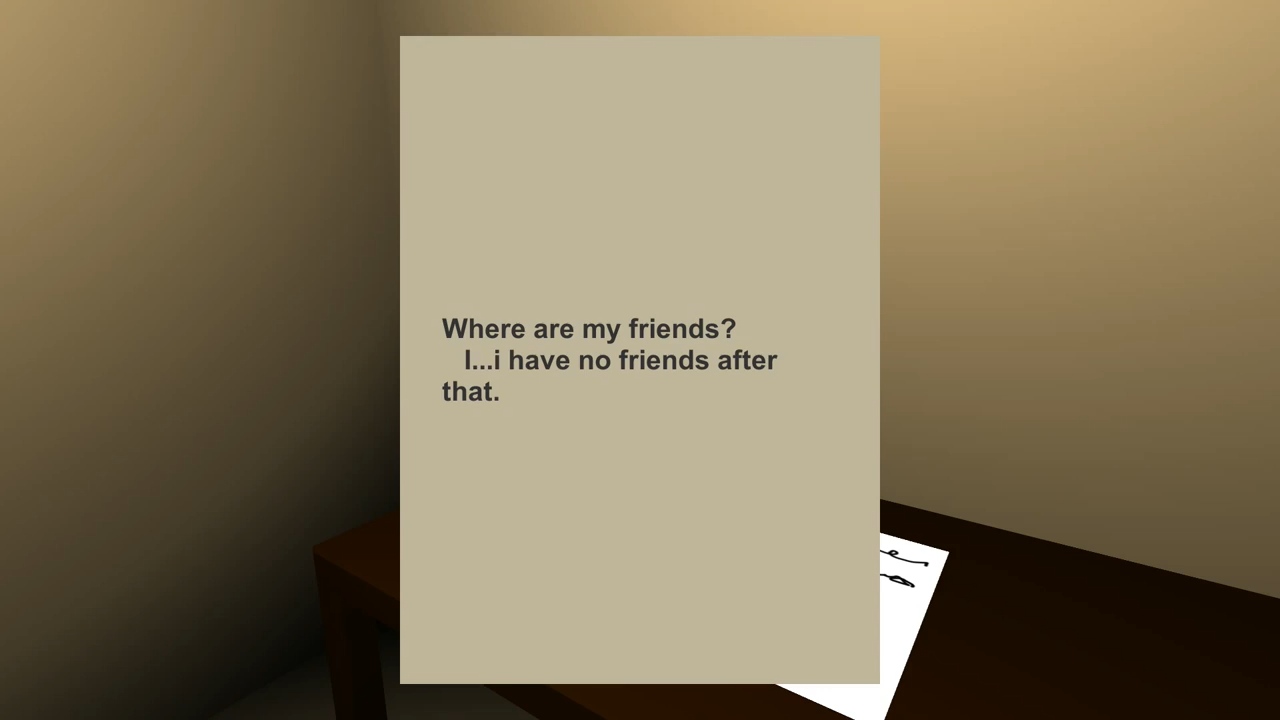 Where are my friends?
I...i have no friends after
that.